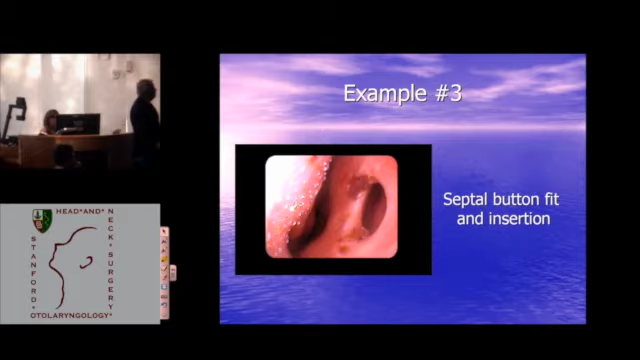 Example #3
Septal button fit
and insertion
HEAD*AND*
NECK*SURGERY
STANFORD*
OTOLARYNGOLOGY*